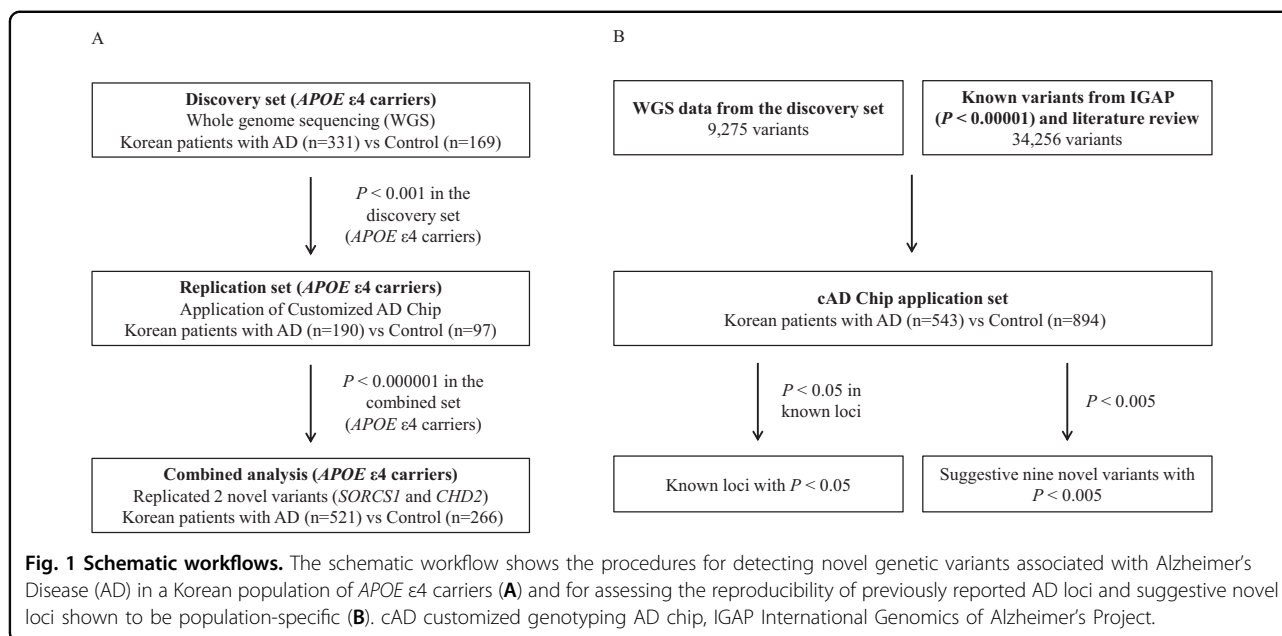 A
Discovery set (APOE ε4 carriers)
Whole genome sequencing (WGS)
Korean patients with AD (n=331) vs Control (n=169)
P < 0.001 in the
discovery set
(APOE ε4 carriers)
Replication set (APOE ε4 carriers)
Application of Customized AD Chip
Korean patients with AD (n=190) vs Control (n=97)
P < 0.000001 in the
combined set
(APOE ε4 carriers)
Combined analysis (APOE ε4 carriers)
Replicated 2 novel variants (SORCS1 and CHD2)
Korean patients with AD (n=521) vs Control (n=266)
B
WGS data from the discovery set
9,275 variants
Known variants from IGAP
(P < 0.00001) and literature review
34,256 variants
cAD Chip application set
Korean patients with AD (n=543) vs Control (n=894)
P < 0.05 in
known loci
P < 0.005
Known loci with P < 0.05
Suggestive nine novel variants with
P < 0.005
Fig. 1 Schematic workflows. The schematic workflow shows the procedures for detecting novel genetic variants associated with Alzheimer's
Disease (AD) in a Korean population of APOE ε4 carriers (A) and for assessing the reproducibility of previously reported AD loci and suggestive novel
loci shown to be population-specific (B). cAD customized genotyping AD chip, IGAP International Genomics of Alzheimer's Project.